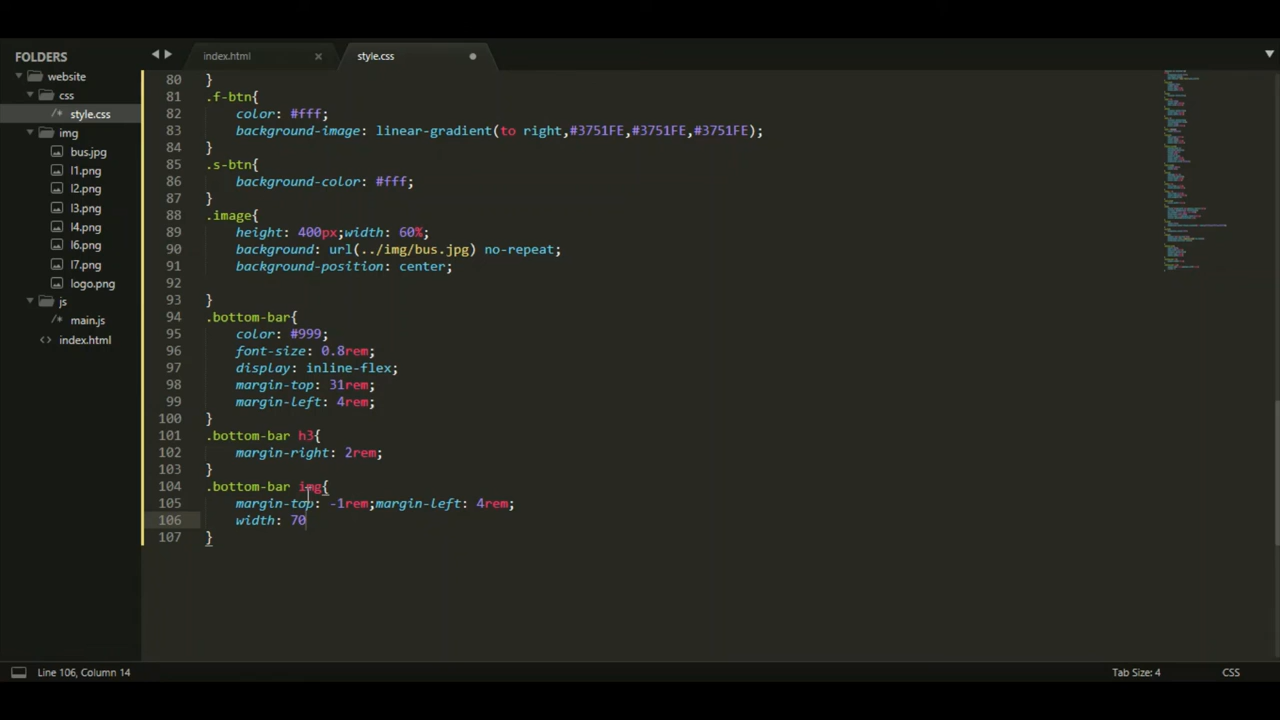 FOLDERS
website
css
/* style.css
img
bus.jpg
l1.png
l2.png
l3.png
l4.png
l6.png
l7.png
logo.png
js
/* main.js
<> index.html
index.html ×
style.css
80 }
81 .f-btn{
82 color: #fff;
83 background-image: linear-gradient(to right,#3751FE,#3751FE,#3751FE);
84 }
85 .s-btn{
86 background-color: #fff;
87 }
88 .image{
89 height: 400px;width: 60%;
90 background: url(../img/bus.jpg) no-repeat;
91 background-position: center;
92
93 }
94 .bottom-bar{
95 color: #999;
96 font-size: 0.8rem;
97 display: inline-flex;
98 margin-top: 31rem;
99 margin-left: 4rem;
100 }
101 .bottom-bar h3{
102 margin-right: 2rem;
103 }
104 .bottom-bar img{
105 margin-top: -1rem;margin-left: 4rem;
106 width: 70
107 }
Line 106, Column 14
Tab Size: 4
CSS